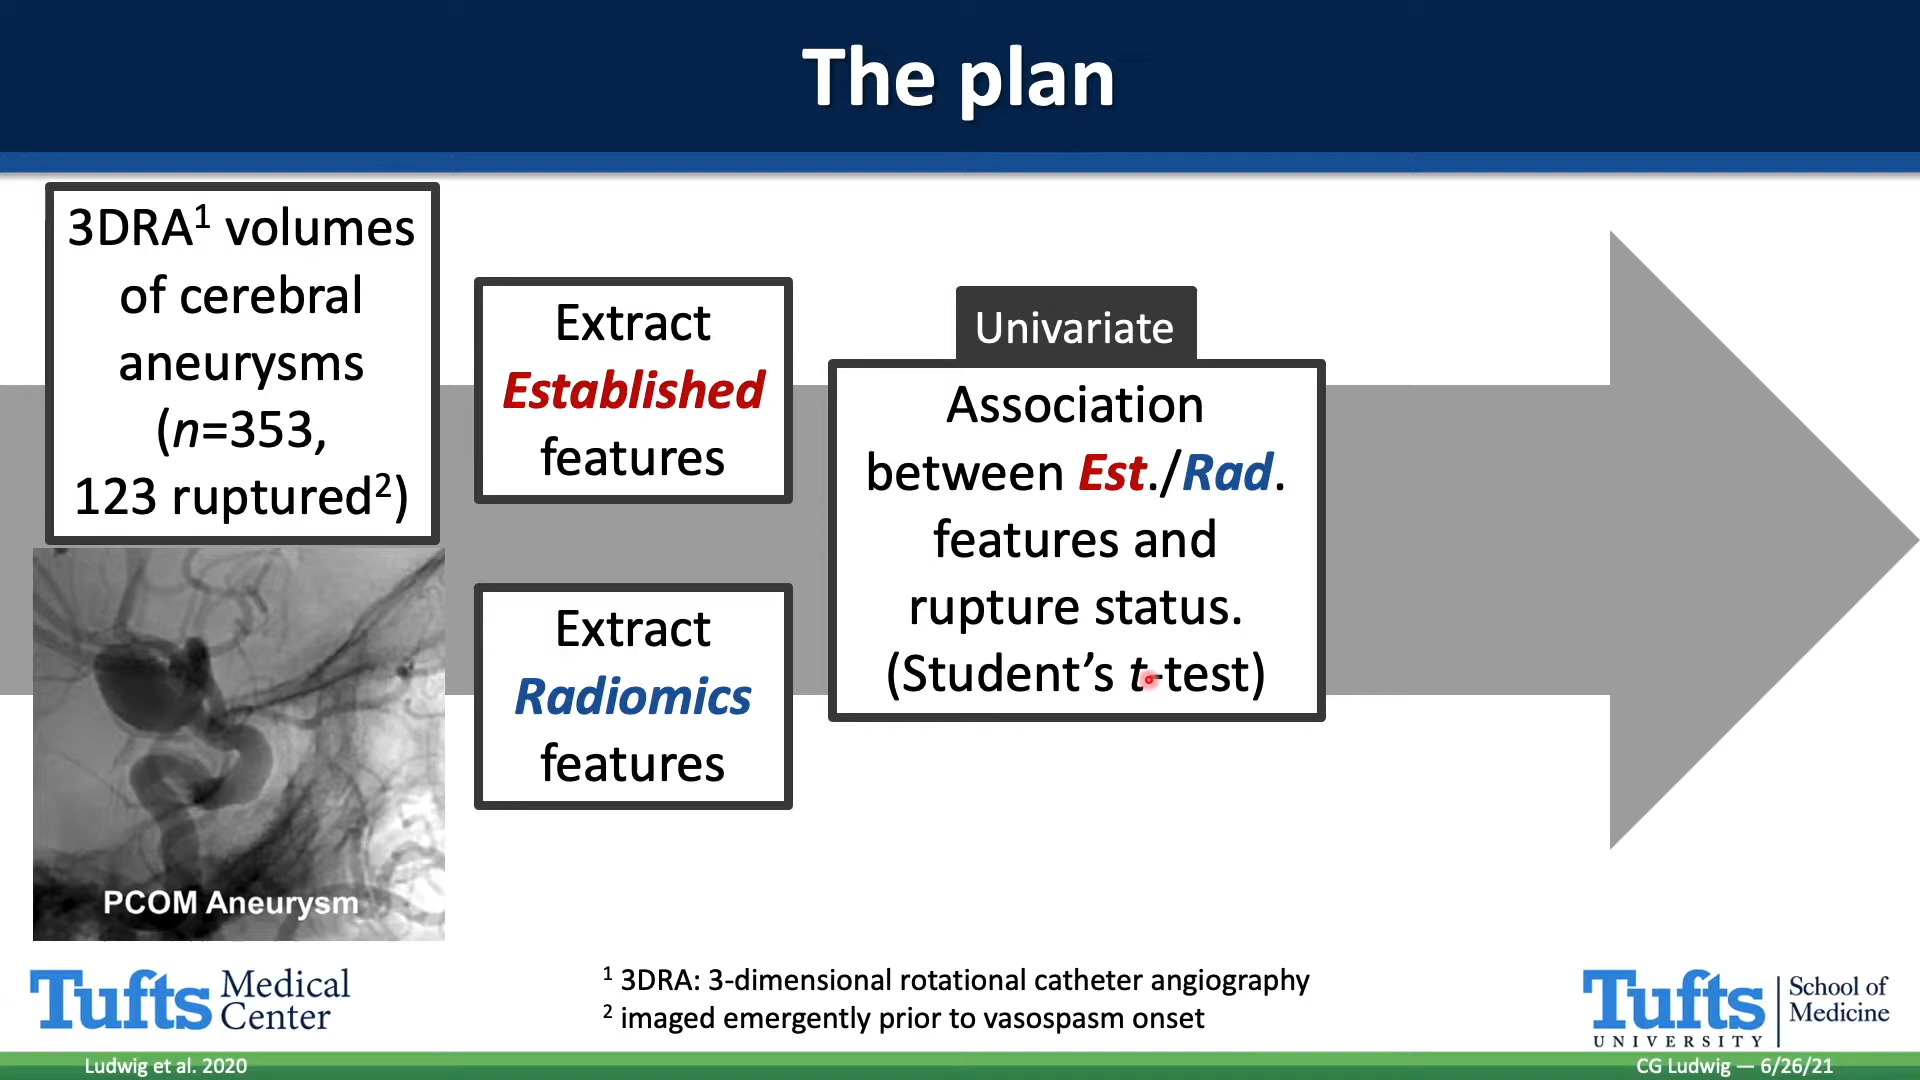 The plan
3DRA¹ volumes
of cerebral
aneurysms
(n=353,
123 ruptured²)
PCOM Aneurysm
Extract
Established
features
Extract
Radiomics
features
Univariate
Association
between Est./Rad.
features and
rupture status.
(Student’s t-test)
¹ 3DRA: 3-dimensional rotational catheter angiography
² imaged emergently prior to vasospasm onset
Tufts Medical
Center
Tufts
UNIVERSITY
School of
Medicine
Ludwig et al. 2020
CG Ludwig — 6/26/21